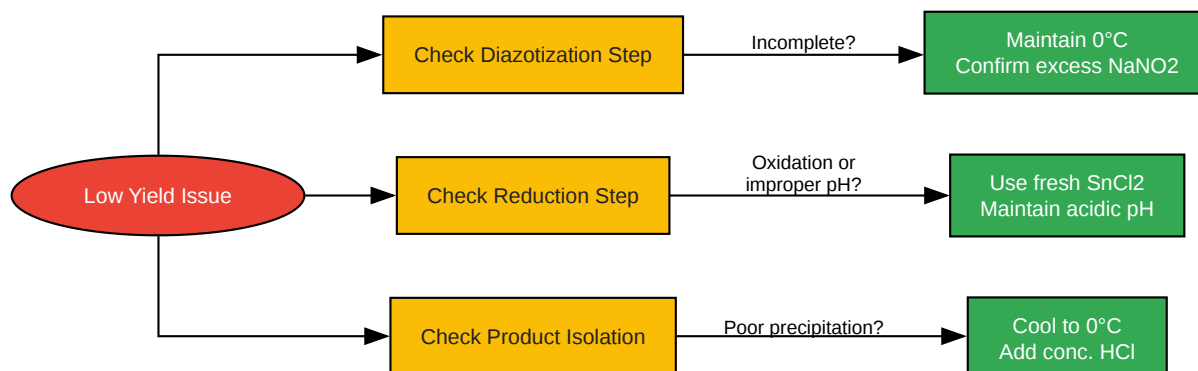 Check Diazotization Step
Incomplete?
Maintain 0°C
Confirm excess NaNO2
Low Yield Issue
Check Reduction Step
Oxidation or
improper pH?
Use fresh SnCl2
Maintain acidic pH
Check Product Isolation
Poor precipitation?
Cool to 0°C
Add conc. HCl